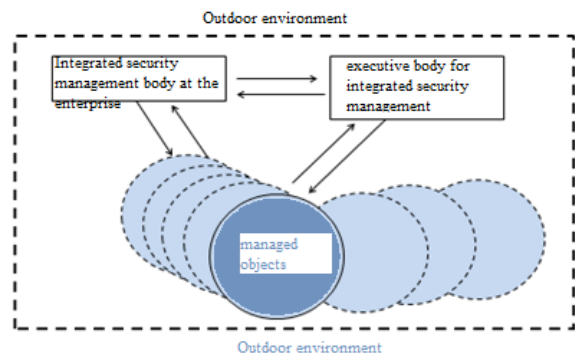 Outdoor environment
Integrated security
management body at the
enterprise
executive body for
integrated security
management
managed
objects
Outdoor environment